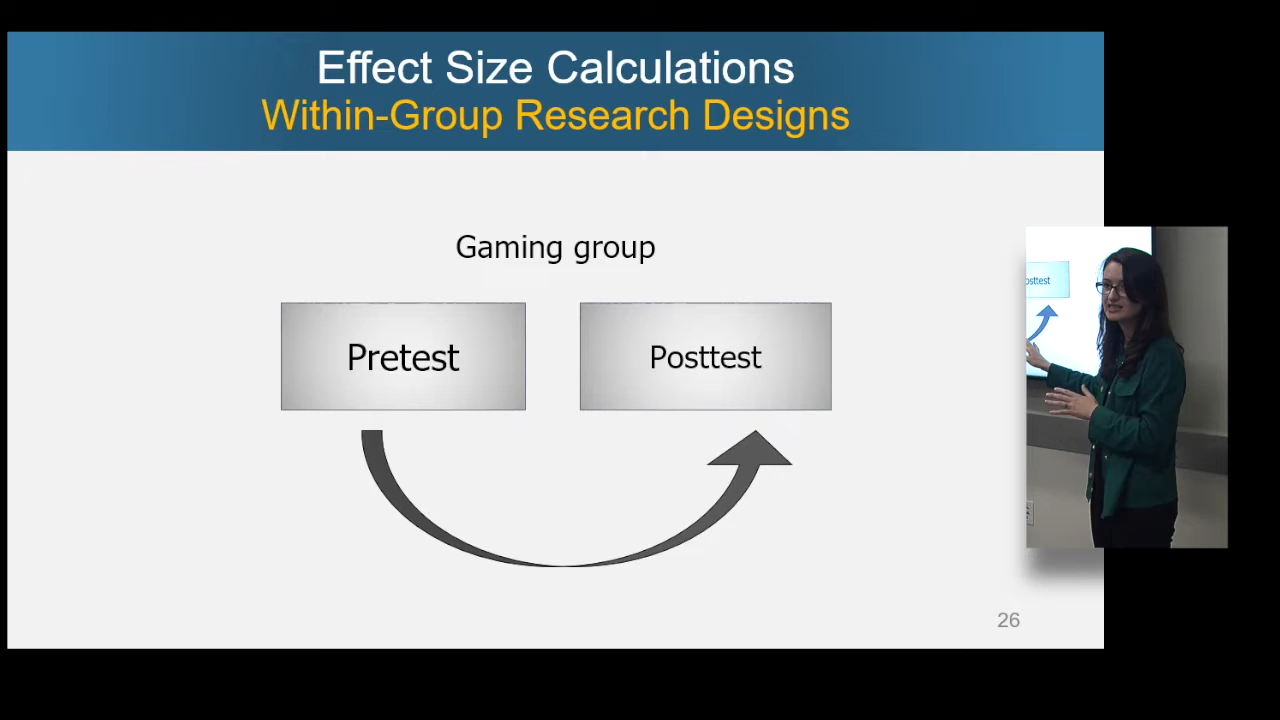 Effect Size Calculations
Within-Group Research Designs
Gaming group
Pretest
Posttest
osttest
26